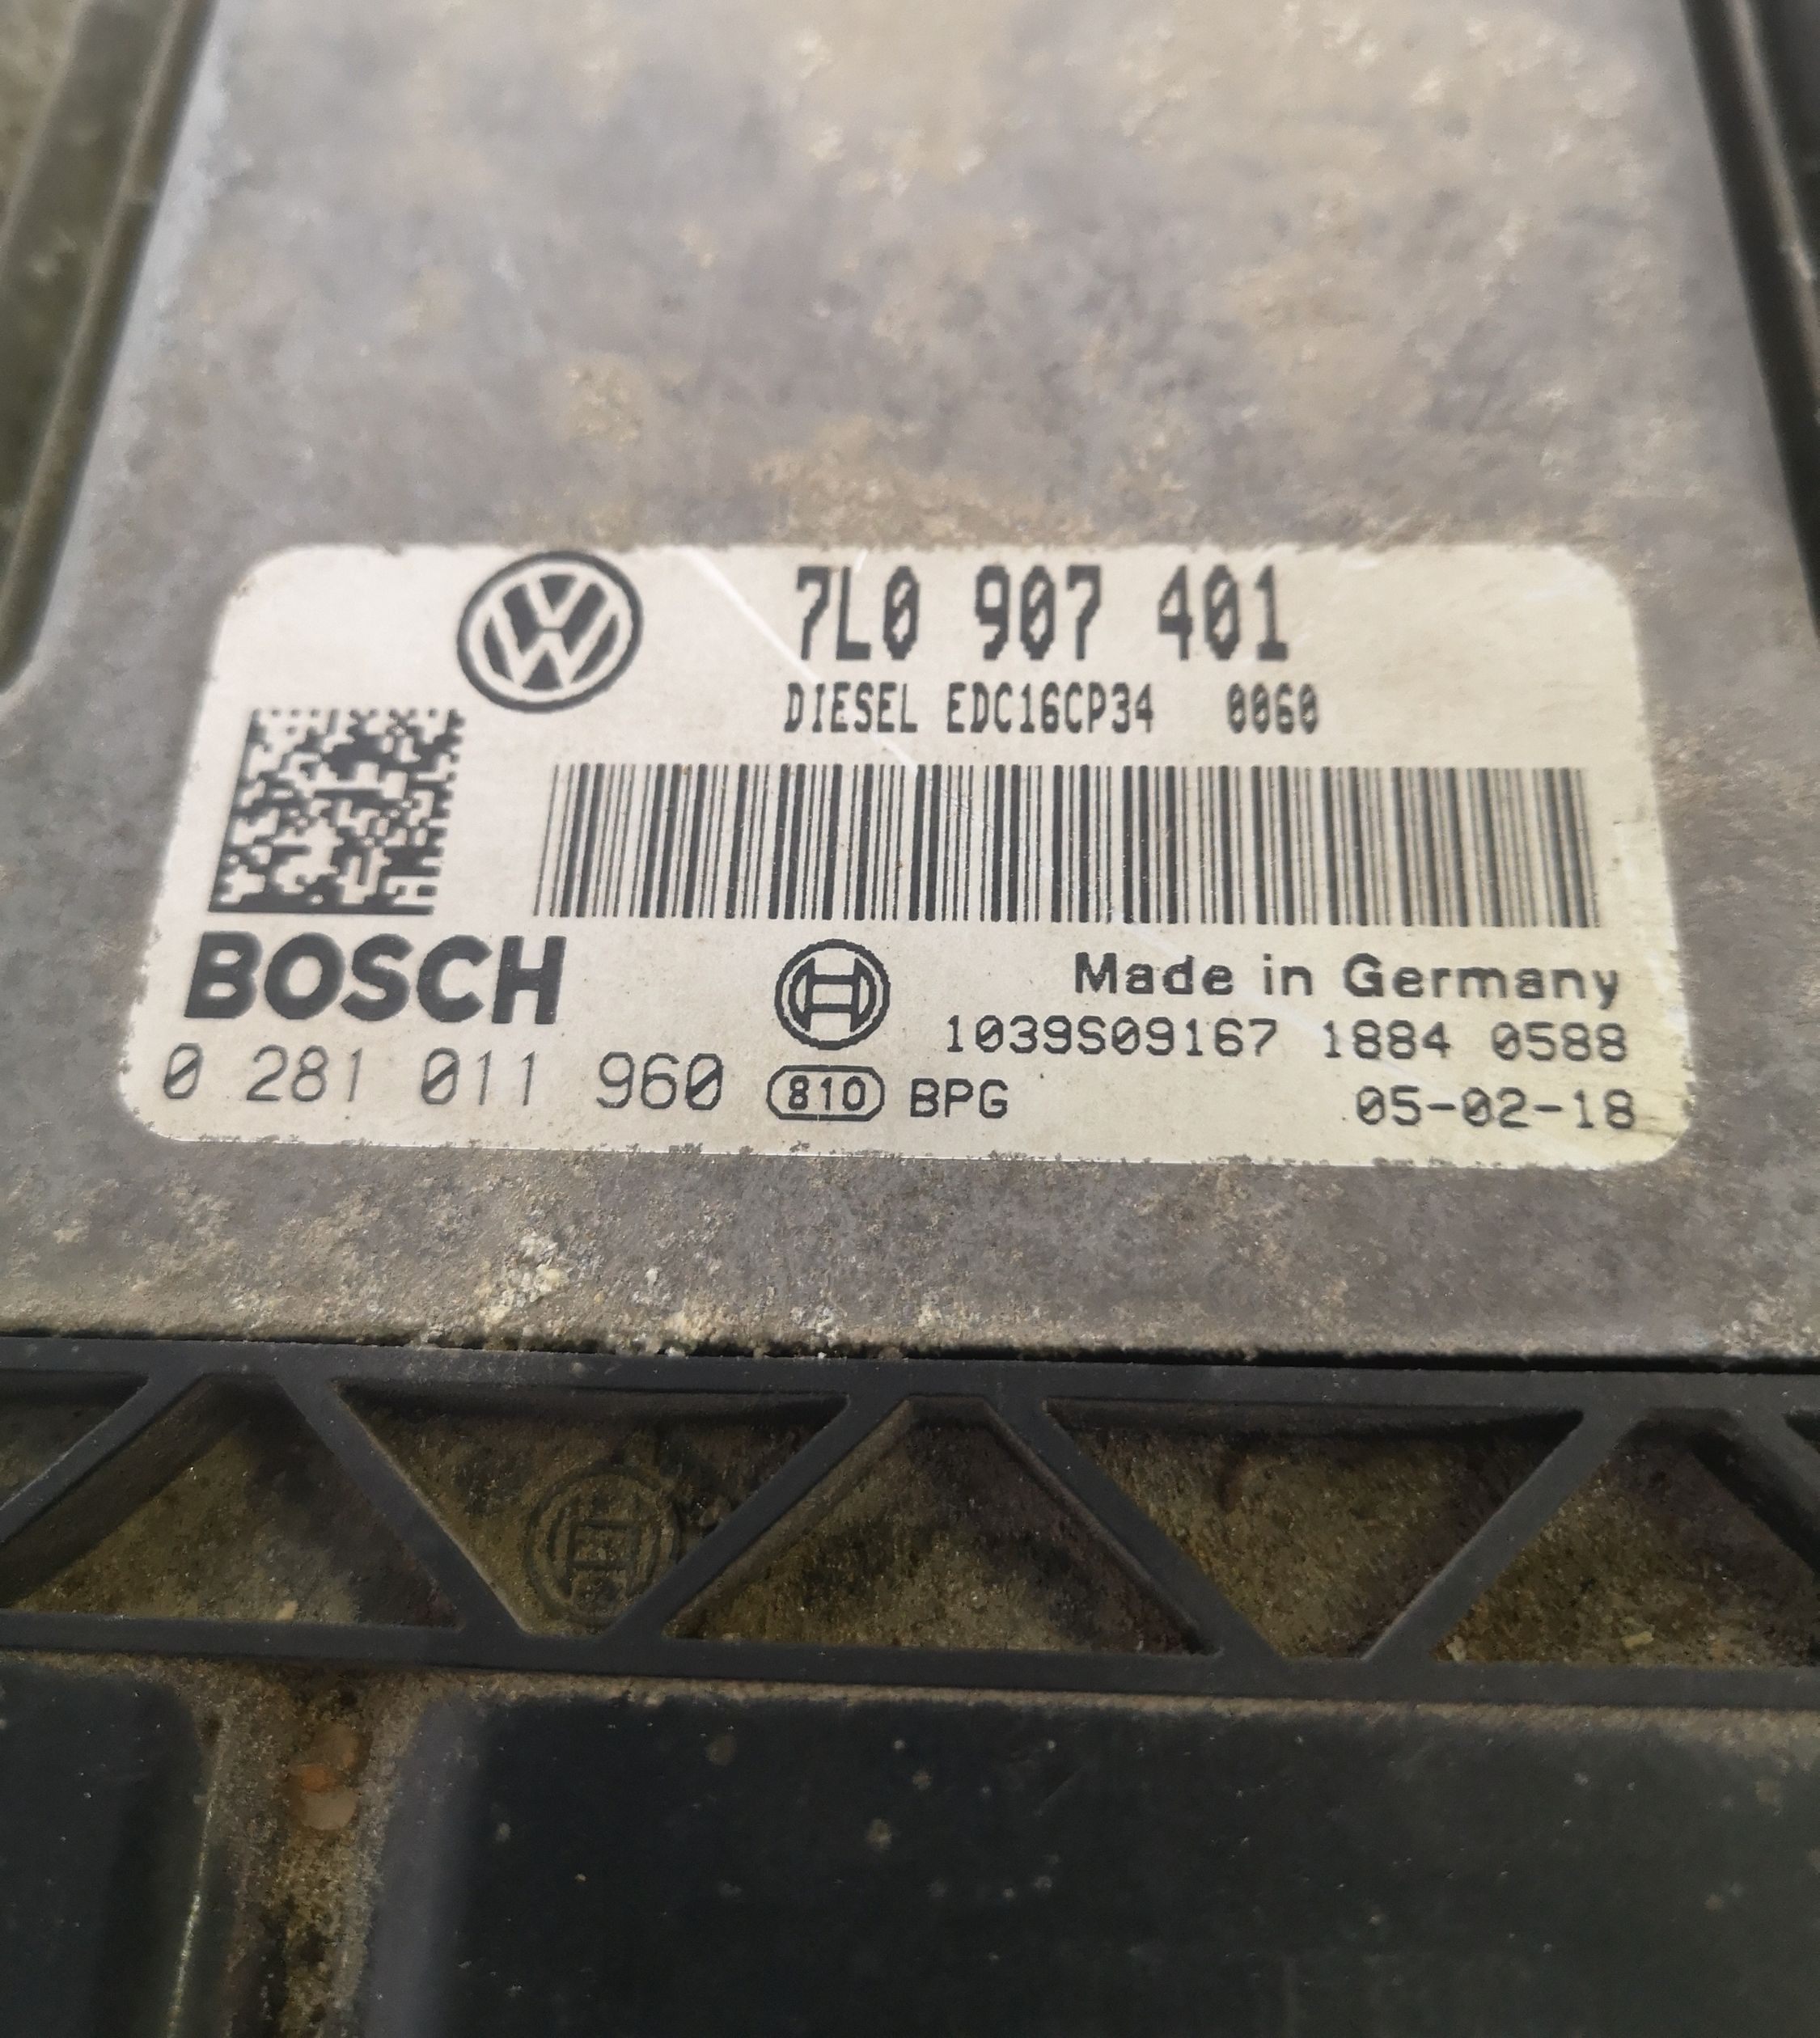 7L0 907 401
DIESEL EDC16CP34 0060
BOSCH
Made in Germany
1039S09167 1884 0588
0 281 011 960 810 BPG 05-02-18